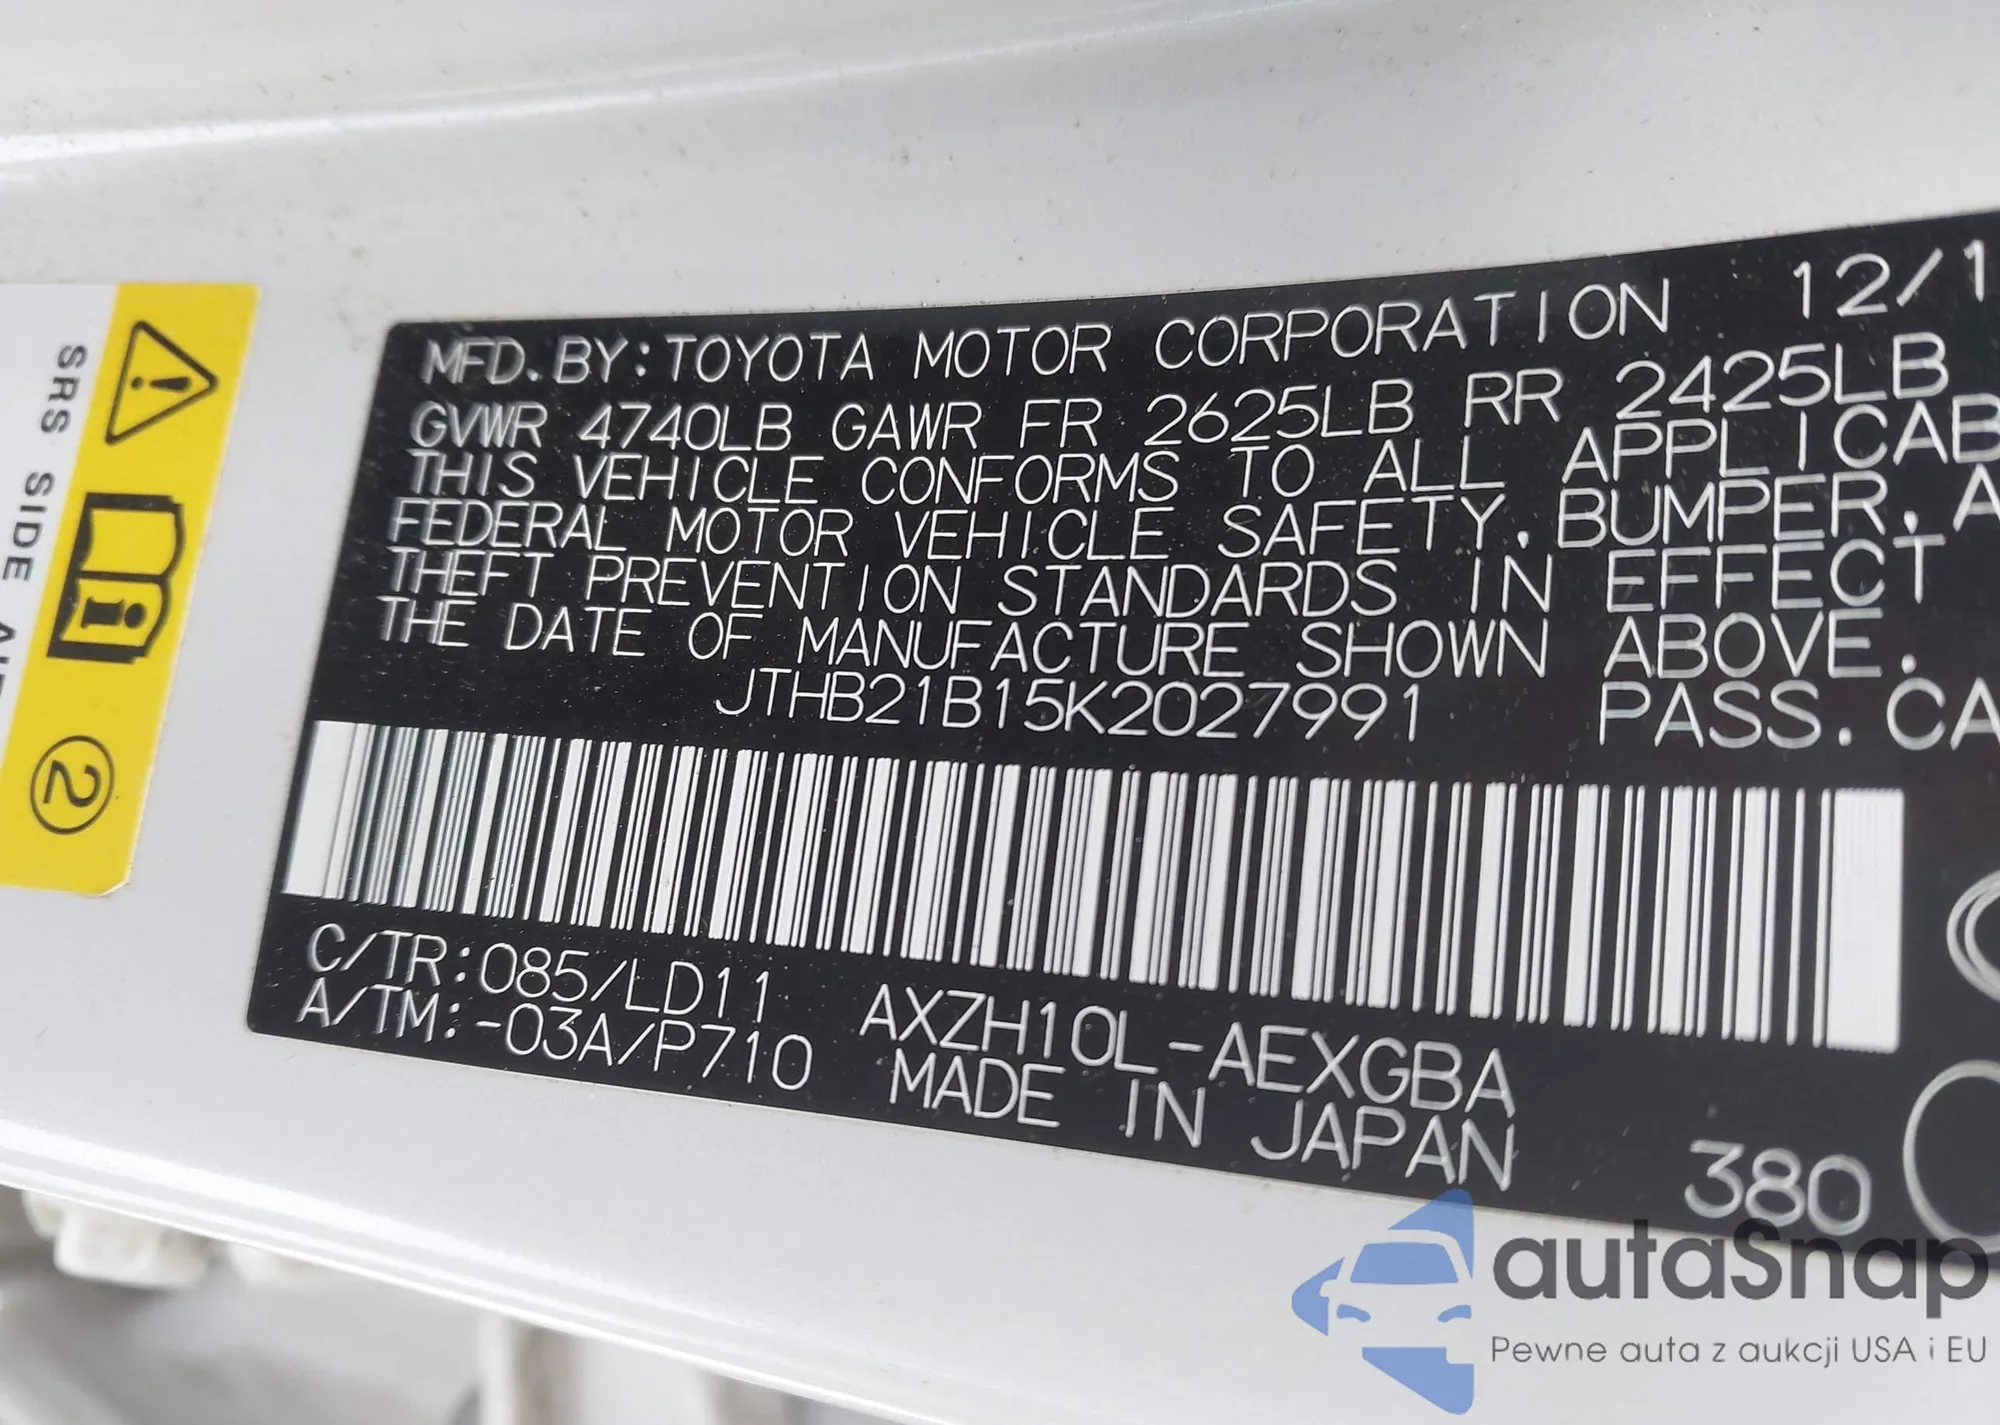 MFD.BY:TOYOTA MOTOR CORPORATION 12/1
GVWR 4740LB GAWR FR 2625LB RR 2425LB
THIS VEHICLE CONFORMS TO ALL APPLICAB
FEDERAL MOTOR VEHICLE SAFETY, BUMPER, A
THEFT PREVENTION STANDARDS IN EFFECT
THE DATE OF MANUFACTURE SHOWN ABOVE.
JTHB21B15K2027991 PASS. CA
C/TR:085/LD11
A/TM:-03A/P710
AXZH10L-AEXGBA
MADE IN JAPAN
380
SRS SIDE AI
2
autaSnap
Pewne auta z aukcji USA i EU